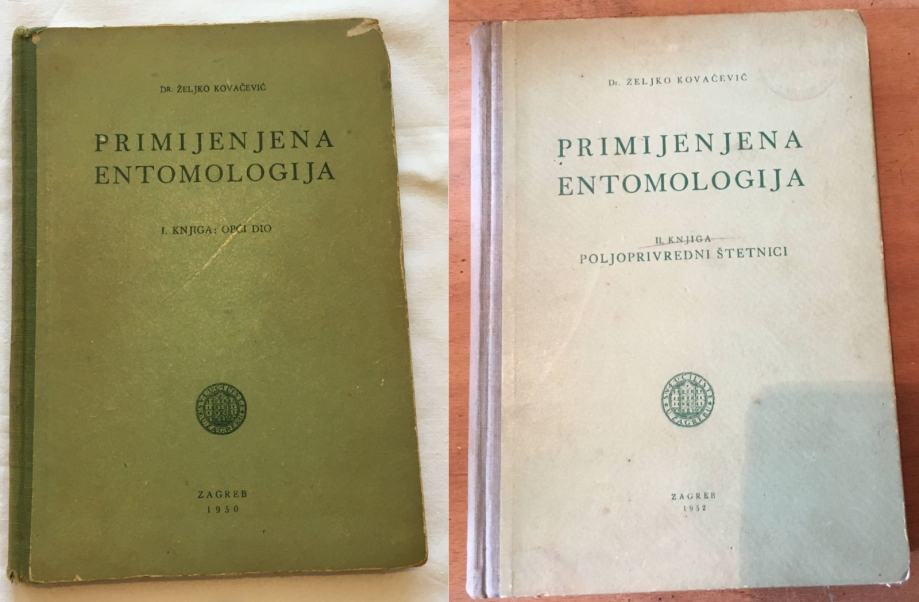 DR. ŽELJKO KOVAČEVIĆ
PRIMIJENJENA
ENTOMOLOGIJA
I. KNJIGA: OPĆI DIO
ZAGREB
1950
Dr. ŽELJKO KOVAČEVIĆ
PRIMIJENJENA
ENTOMOLOGIJA
II. KNJIGA
POLJOPRIVREDNI ŠTETNICI
ZAGREB
1952